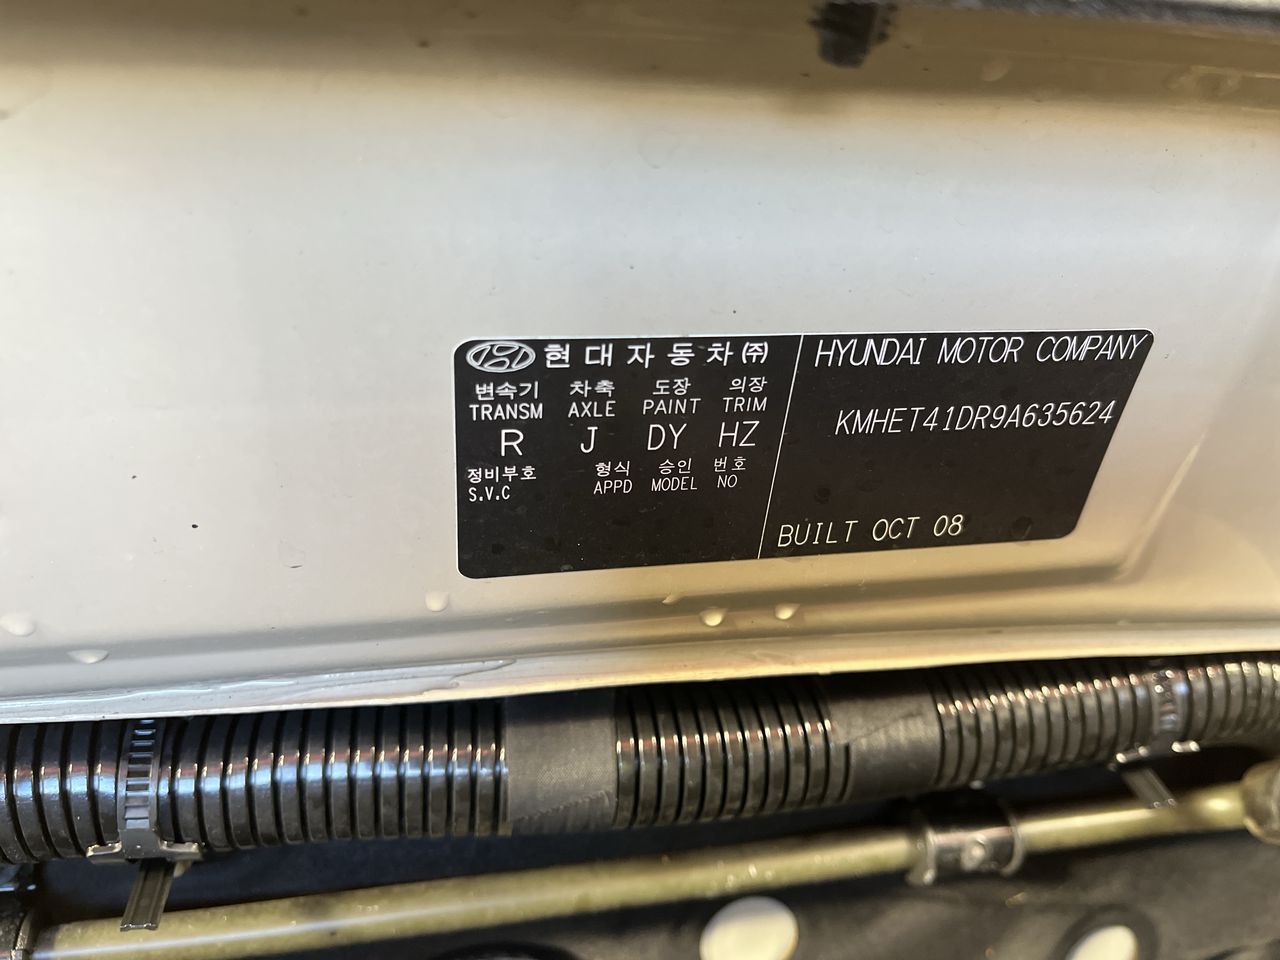 현대자동차㈜
변속기 차축 도장 의장
TRANSM AXLE PAINT TRIM
R J DY HZ
정비부호 형식 승인 번호
S.V.C APPD MODEL NO
HYUNDAI MOTOR COMPANY
KMHET41DR9A635624
BUILT OCT 08